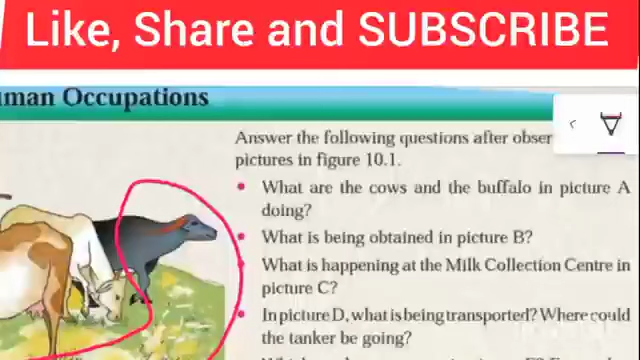 Like, Share and SUBSCRIBE
uman Occupations
Answer the following questions after obser
pictures in figure 10.1.
• What are the cows and the buffalo in picture A
doing?
• What is being obtained in picture B?
What is happening at the Milk Collection Centre in
picture C?
• In picture D, what is being transported? Where could
the tanker be going?